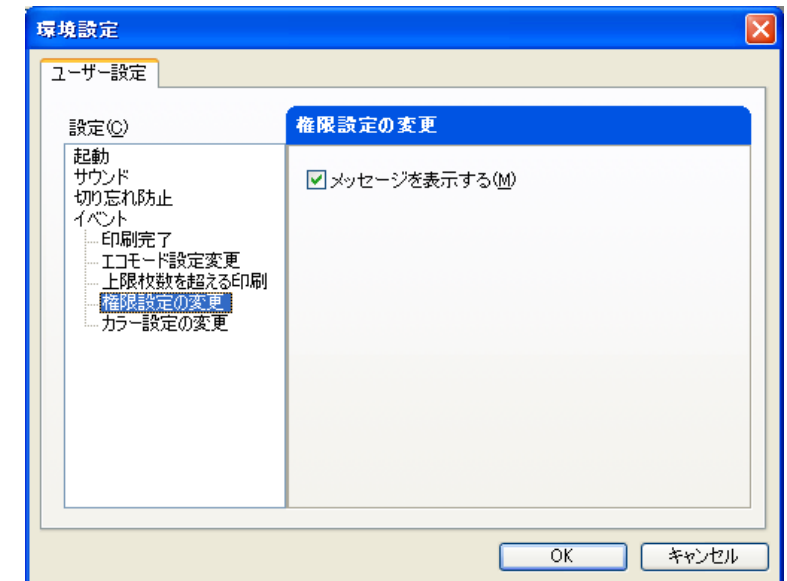 環境設定
ユーザー設定
設定(C)
権限設定の変更
起動
サウンド
切り忘れ防止
イベント
印刷完了
エコモード設定変更
上限枚数を超える印刷
権限設定の変更
カラー設定の変更
メッセージを表示する(M)
OK
キャンセル